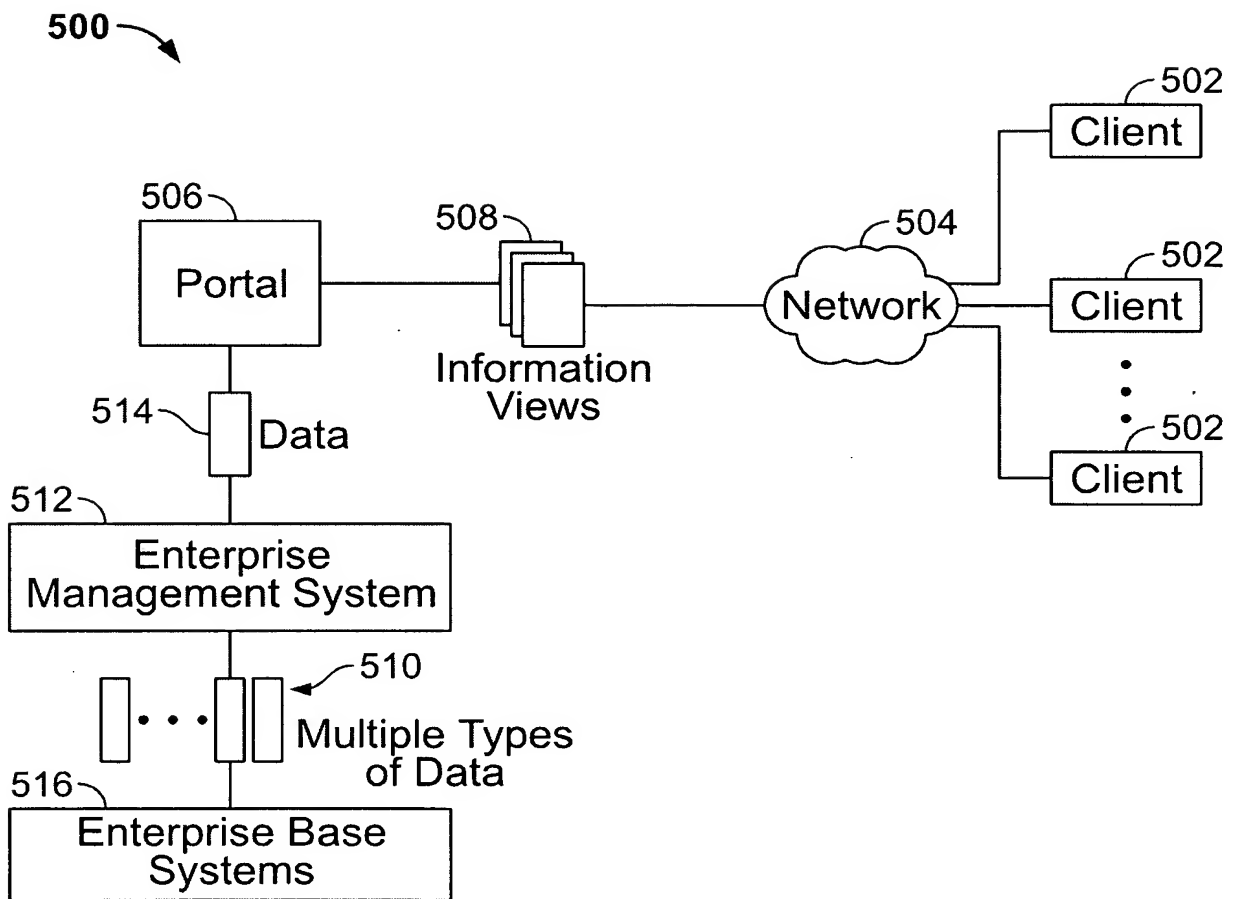 500
502
Client
506
508
504
502
Portal
Network
Client
Information
Views
514
Data
502
Client
512
Enterprise
Management System
510
Multiple Types
of Data
516
Enterprise Base
Systems